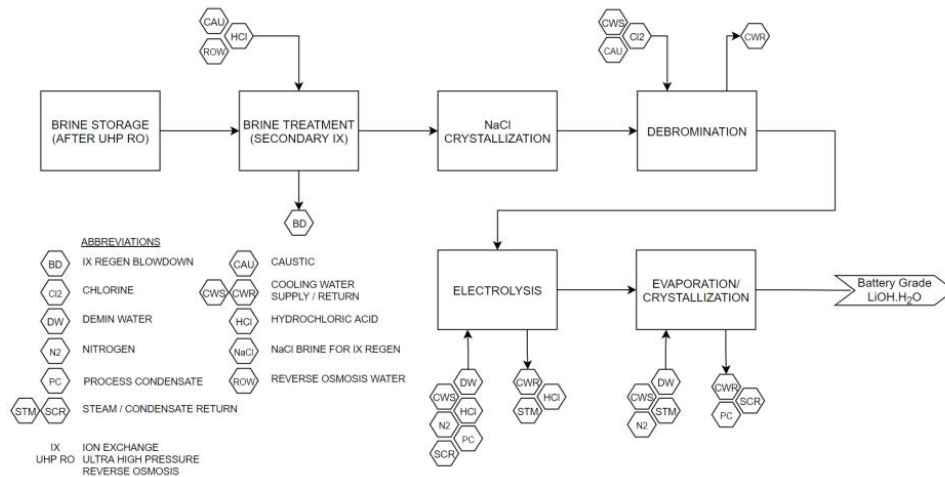 CAU
HCl
ROW
CWS
Cl2
CAU
CWR
BRINE STORAGE
(AFTER UHP RO)
BRINE TREATMENT
(SECONDARY IX)
NaCl
CRYSTALLIZATION
DEBROMINATION
BD
ABBREVIATIONS
BD IX REGEN BLOWDOWN
Cl2 CHLORINE
DW DEMIN WATER
N2 NITROGEN
PC PROCESS CONDENSATE
STM SCR STEAM / CONDENSATE RETURN
IX ION EXCHANGE
UHP RO ULTRA HIGH PRESSURE
REVERSE OSMOSIS
CAU CAUSTIC
CWS CWR COOLING WATER
SUPPLY / RETURN
HCl HYDROCHLORIC ACID
NaCl NaCl BRINE FOR IX REGEN
ROW REVERSE OSMOSIS WATER
ELECTROLYSIS
EVAPORATION/
CRYSTALLIZATION
Battery Grade
LiOH.H₂O
DW
CWS
HCl
N2
PC
SCR
CWR
HCl
STM
DW
CWS
STM
N2
CWR
SCR
PC